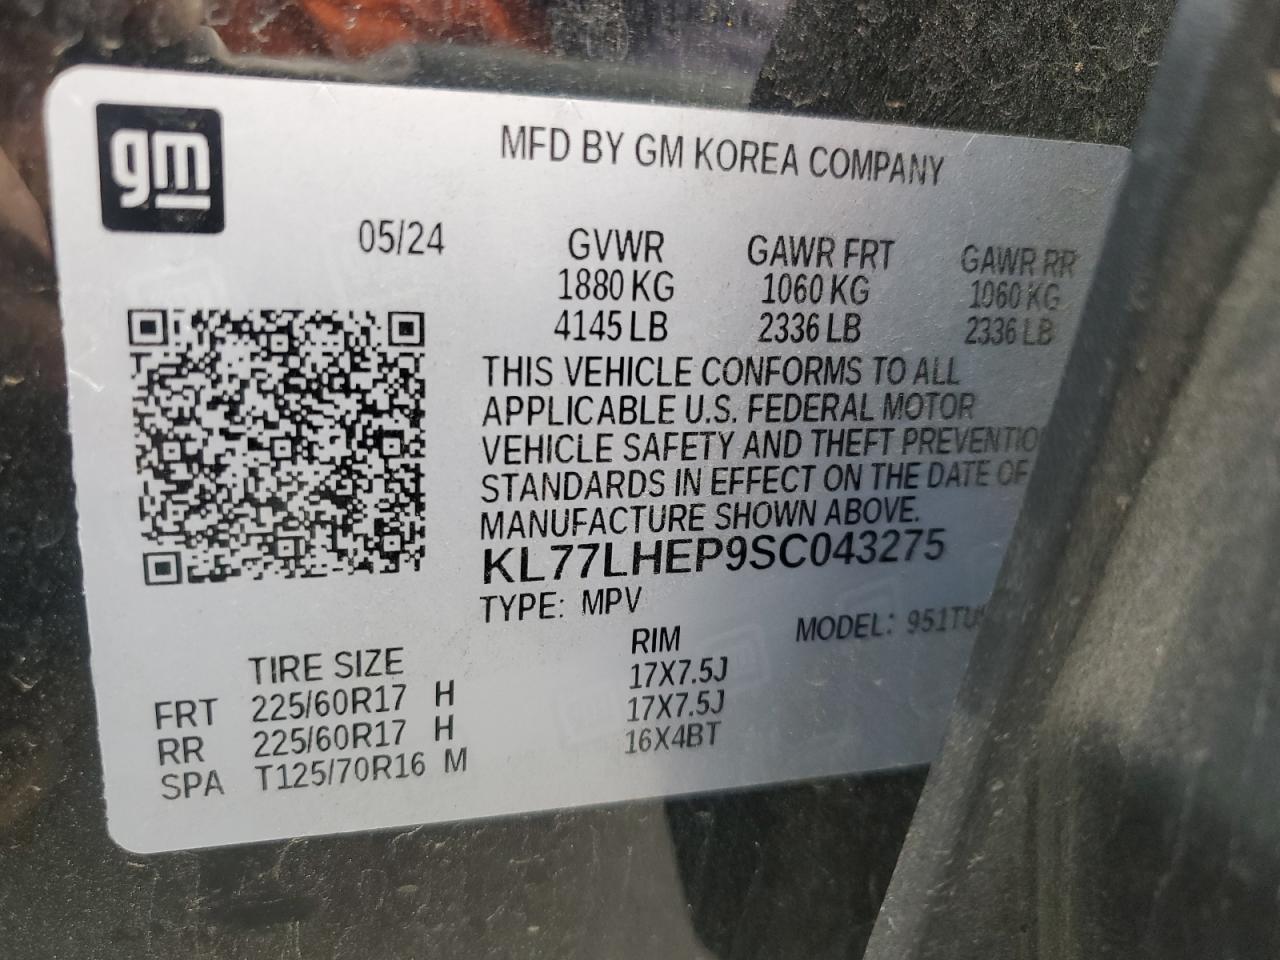 gm
MFD BY GM KOREA COMPANY
05/24 GVWR GAWR FRT GAWR RR
1880 KG 1060 KG 1060 KG
4145 LB 2336 LB 2336 LB
THIS VEHICLE CONFORMS TO ALL
APPLICABLE U.S. FEDERAL MOTOR
VEHICLE SAFETY AND THEFT PREVENTIO
STANDARDS IN EFFECT ON THE DATE OF
MANUFACTURE SHOWN ABOVE.
KL77LHEP9SC043275
TYPE: MPV MODEL:
TIRE SIZE RIM
FRT 225/60R17 H 17X7.5J
RR 225/60R17 H 17X7.5J
SPA T125/70R16 M 16X4BT